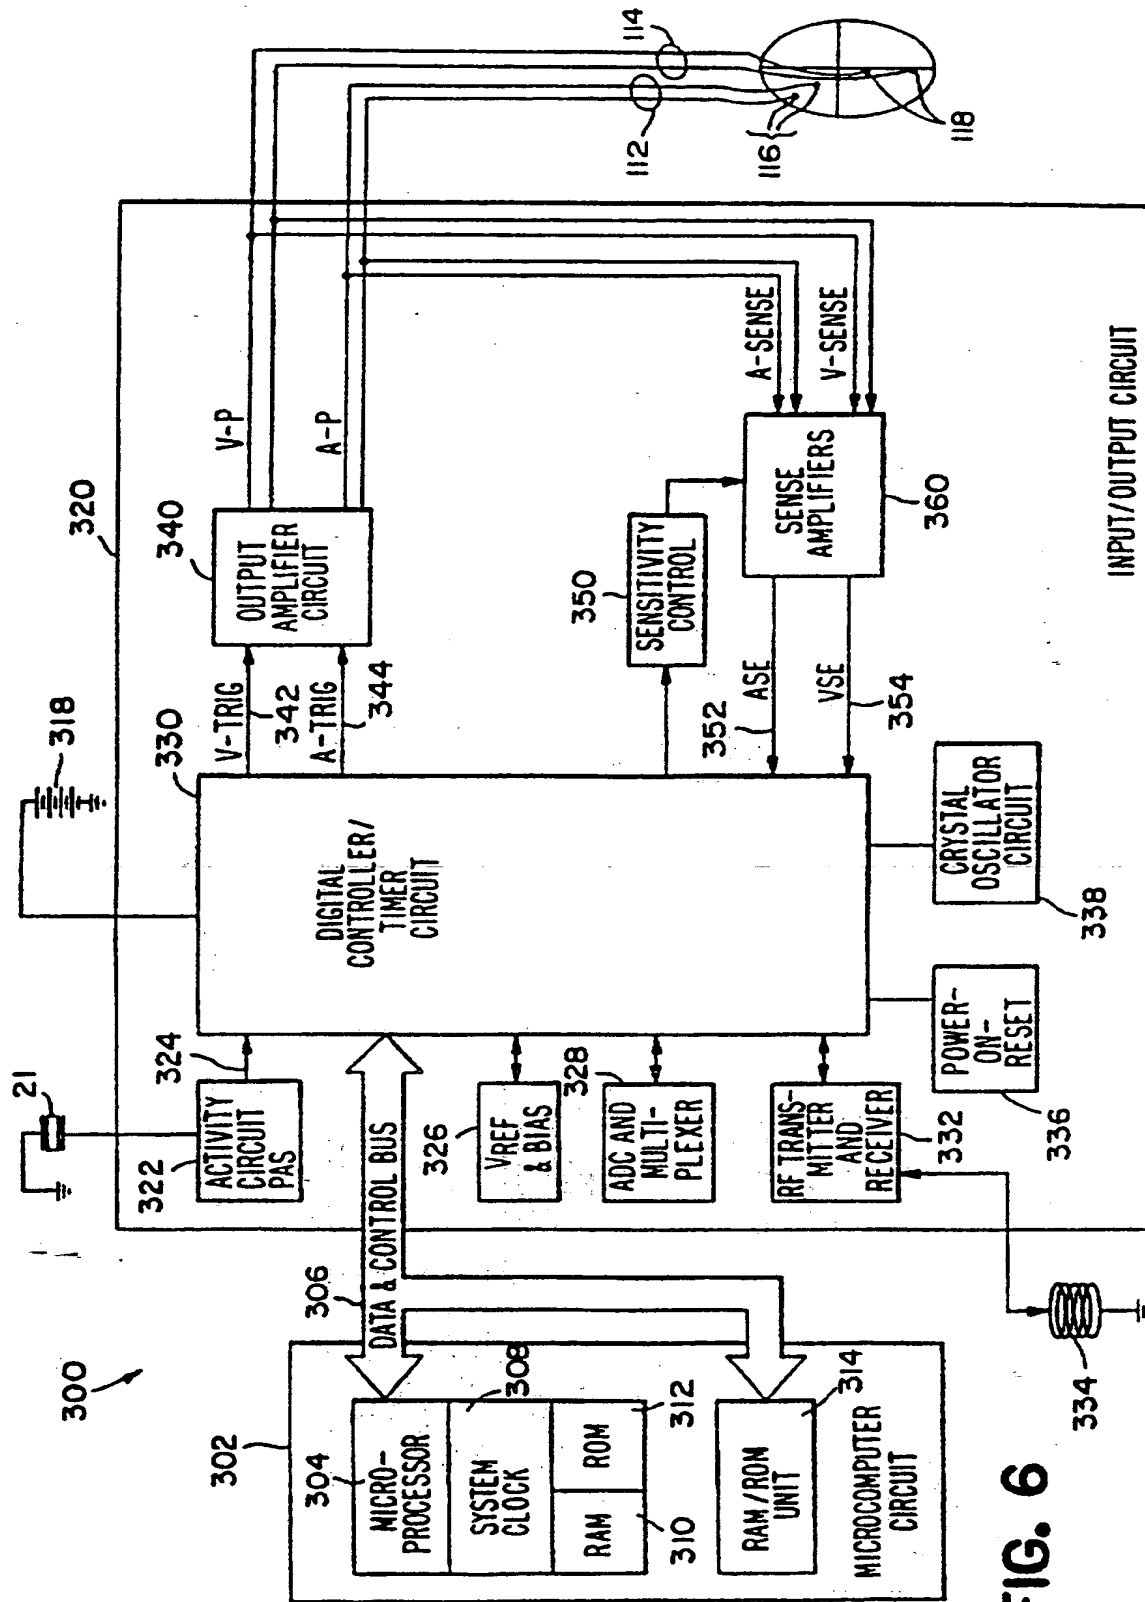 FIG. 6
300
302
304
MICRO-
PROCESSOR
SYSTEM
CLOCK
308
RAM
ROM
310
312
RAM/ROM
UNIT
314
MICROCOMPUTER
CIRCUIT
306
DATA & CONTROL BUS
21
322
ACTIVITY
CIRCUIT
PAS
324
326
VREF
& BIAS
328
ADC AND
MULTI-
PLEXER
RF TRANS-
MITTER
AND
RECEIVER
332
334
POWER-
ON-
RESET
336
CRYSTAL
OSCILLATOR
CIRCUIT
338
318
320
330
DIGITAL
CONTROLLER/
TIMER
CIRCUIT
V-TRIG
342
A-TRIG
344
340
OUTPUT
AMPLIFIER
CIRCUIT
V-P
A-P
350
SENSITIVITY
CONTROL
352
ASE
VSE
354
SENSE
AMPLIFIERS
360
A-SENSE
V-SENSE
INPUT/OUTPUT CIRCUIT
112
114
116
118